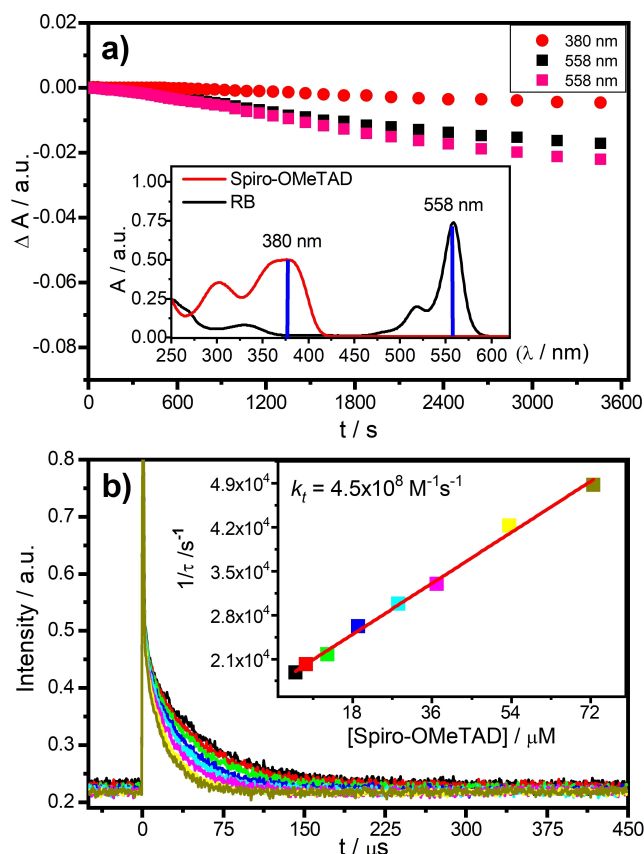 a)
380 nm
558 nm
558 nm
0.02
0.00
-0.02
-0.04
-0.06
-0.08
Δ A / a.u.
Spiro-OMeTAD
RB
380 nm
558 nm
1.00
0.75
0.50
0.25
0.00
A / a.u.
250 300 350 400 450 500 550 600
(λ / nm)
0 600 1200 1800 2400 3000 3600
t / s
b)
0.8
0.7
0.6
0.5
0.4
0.3
0.2
Intensity / a.u.
kt = 4.5x10⁸ M⁻¹s⁻¹
4.9x10⁴
4.2x10⁴
3.5x10⁴
2.8x10⁴
2.1x10⁴
1/τ /s⁻¹
18 36 54 72
[Spiro-OMeTAD] / μM
0 75 150 225 300 375 450
t / μs